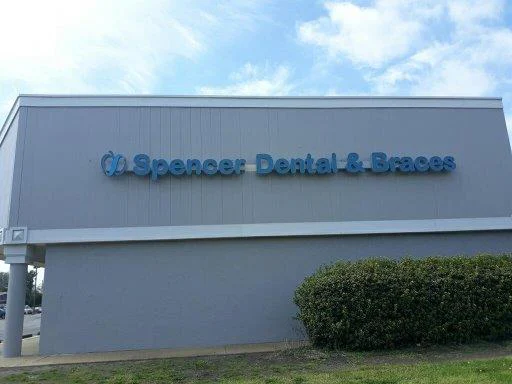 Spencer Dental & Braces